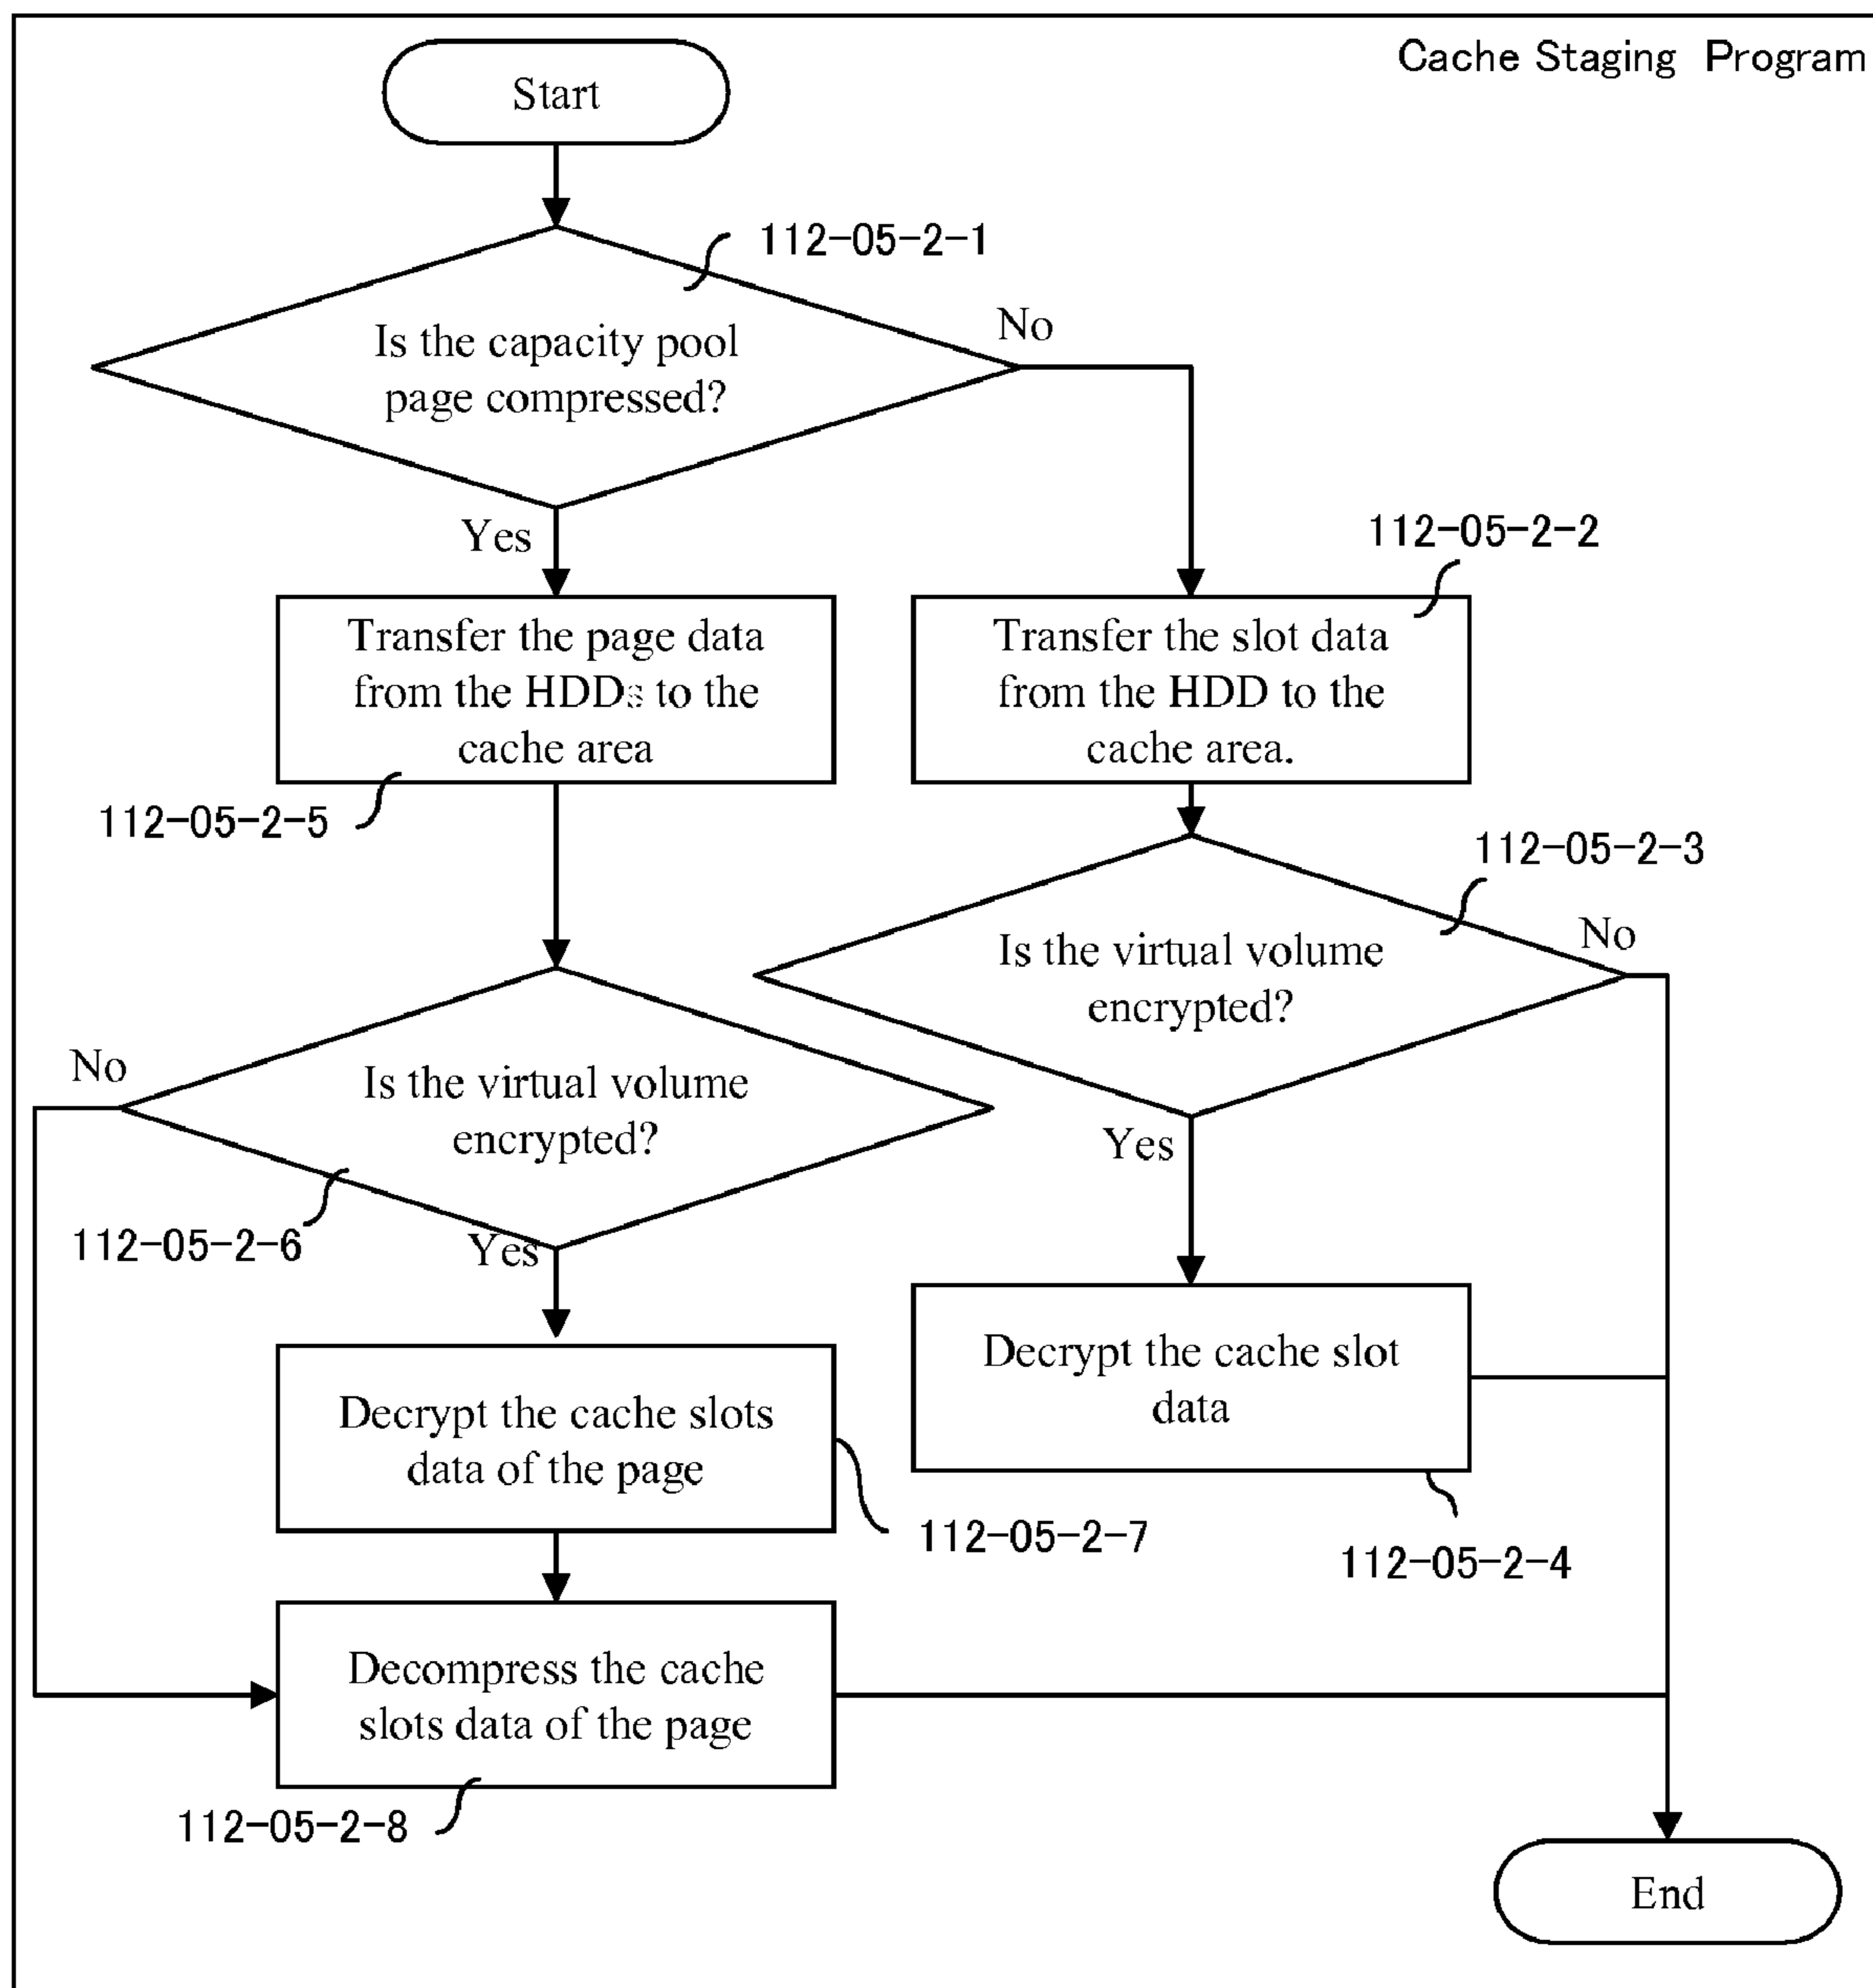 Cache Staging Program
Start
112-05-2-1
Is the capacity pool
page compressed?
No
Yes
112-05-2-2
Transfer the page data
from the HDDs to the
cache area
Transfer the slot data
from the HDD to the
cache area.
112-05-2-5
112-05-2-3
Is the virtual volume
encrypted?
No
Yes
No
Is the virtual volume
encrypted?
112-05-2-6
Yes
Decrypt the cache slot
data
Decrypt the cache slots
data of the page
112-05-2-7
112-05-2-4
Decompress the cache
slots data of the page
112-05-2-8
End